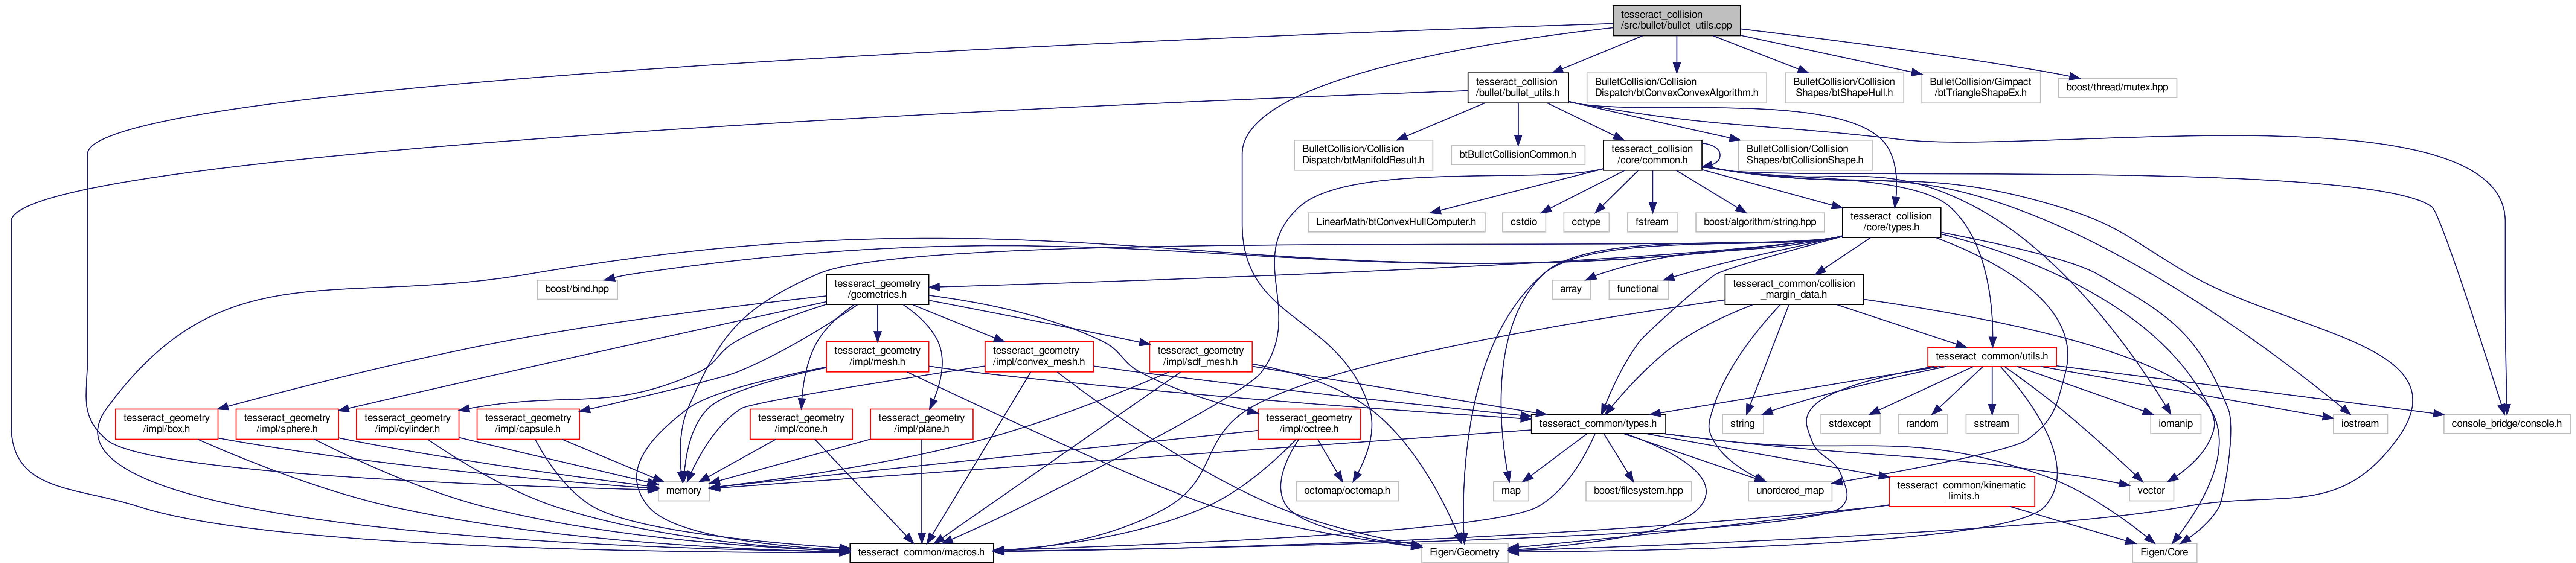 tesseract_collision
/src/bullet/bullet_utils.cpp
tesseract_collision
/bullet/bullet_utils.h
BulletCollision/Collision
Dispatch/btConvexConvexAlgorithm.h
BulletCollision/Collision
Shapes/btShapeHull.h
BulletCollision/Gimpact
/btTriangleShapeEx.h
boost/thread/mutex.hpp
BulletCollision/Collision
Dispatch/btManifoldResult.h
btBulletCollisionCommon.h
tesseract_collision
/core/common.h
BulletCollision/Collision
Shapes/btCollisionShape.h
LinearMath/btConvexHullComputer.h
cstdio
cctype
fstream
boost/algorithm/string.hpp
tesseract_collision
/core/types.h
boost/bind.hpp
tesseract_geometry
/geometries.h
array
functional
tesseract_common/collision
_margin_data.h
tesseract_geometry
/impl/mesh.h
tesseract_geometry
/impl/convex_mesh.h
tesseract_geometry
/impl/sdf_mesh.h
tesseract_common/utils.h
tesseract_geometry
/impl/box.h
tesseract_geometry
/impl/sphere.h
tesseract_geometry
/impl/cylinder.h
tesseract_geometry
/impl/capsule.h
tesseract_geometry
/impl/cone.h
tesseract_geometry
/impl/plane.h
tesseract_geometry
/impl/octree.h
tesseract_common/types.h
string
stdexcept
random
sstream
iomanip
iostream
console_bridge/console.h
memory
octomap/octomap.h
map
boost/filesystem.hpp
unordered_map
tesseract_common/kinematic
_limits.h
vector
tesseract_common/macros.h
Eigen/Geometry
Eigen/Core